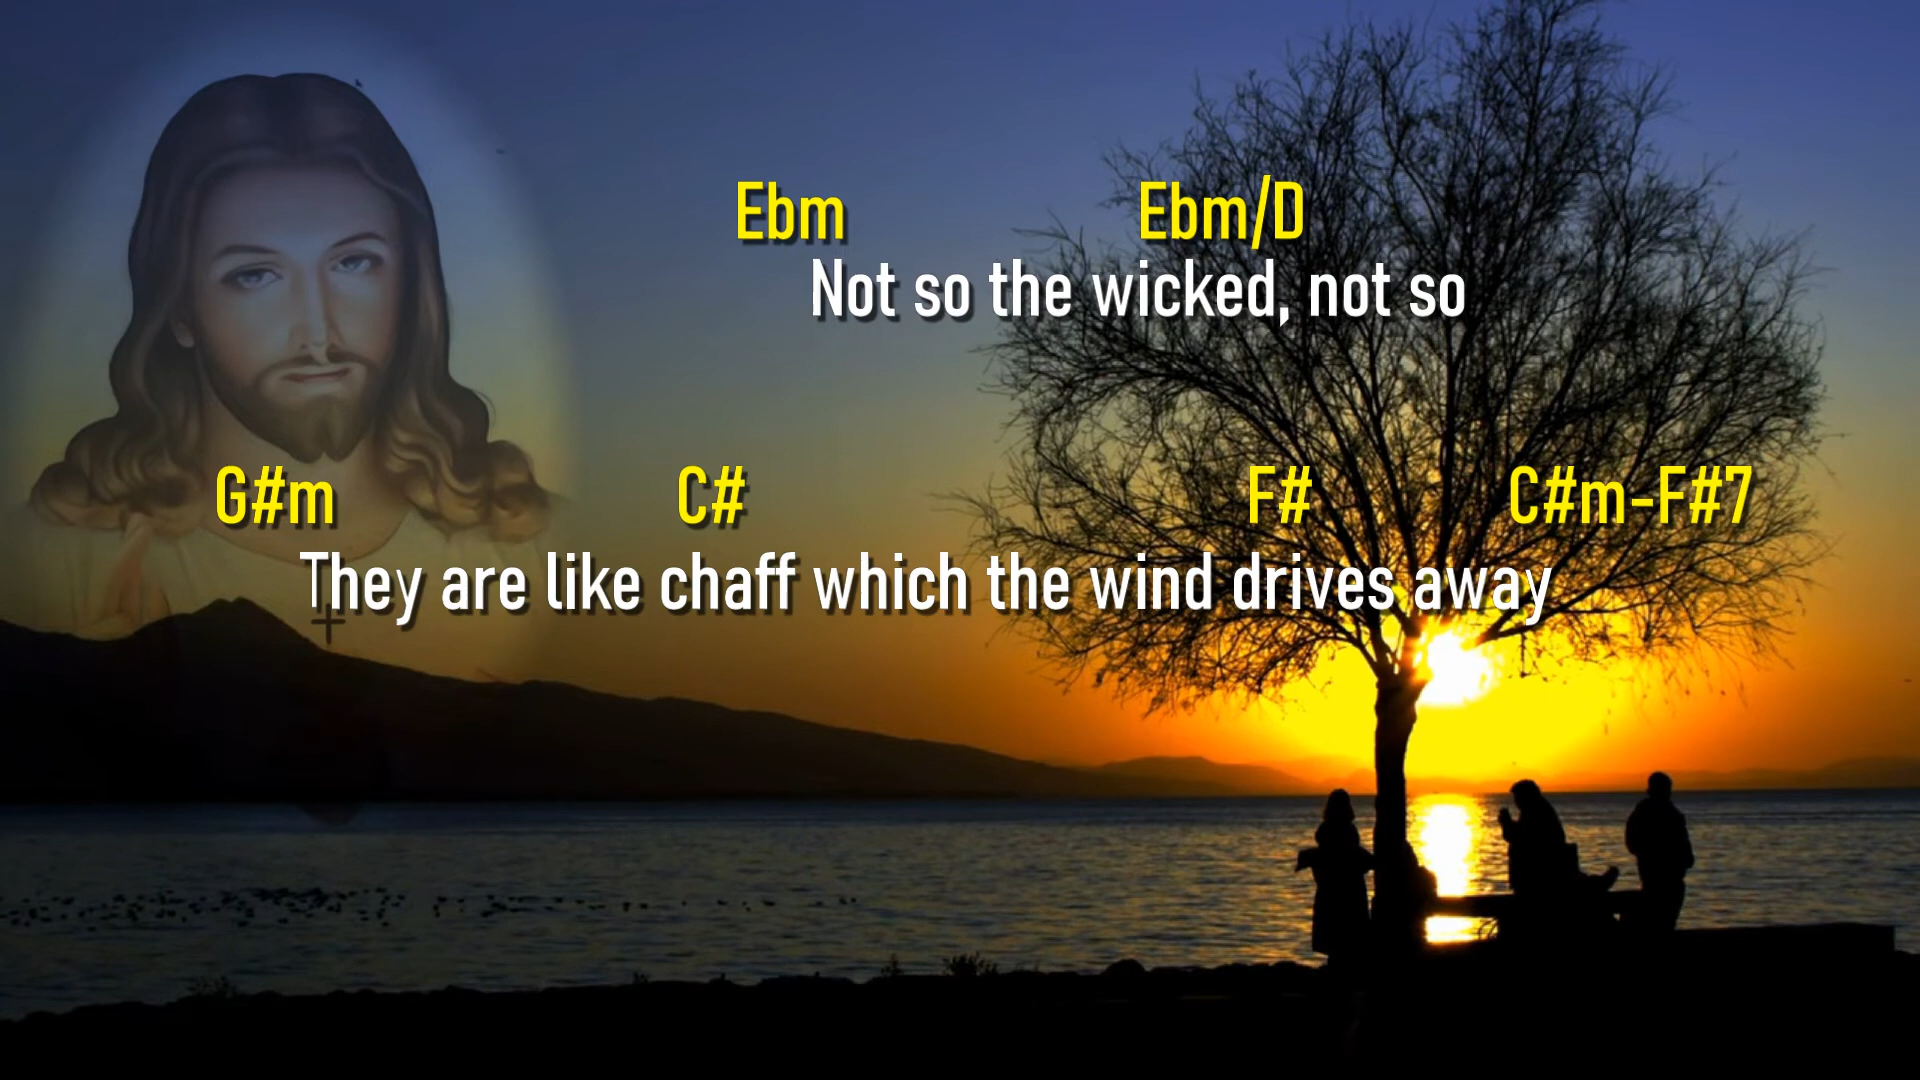 Ebm Ebm/D
Not so the wicked, not so
G#m C# F# C#m-F#7
They are like chaff which the wind drives away